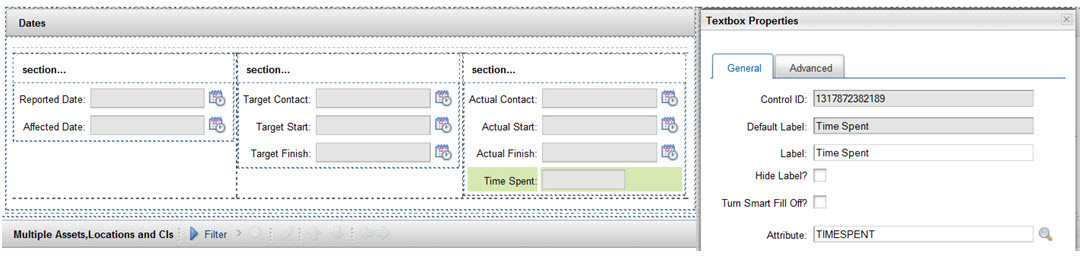 Dates
section...
Reported Date:
Affected Date:
section...
Target Contact:
Target Start:
Target Finish:
section...
Actual Contact:
Actual Start:
Actual Finish:
Time Spent:
Multiple Assets,Locations and CIs
Filter
Textbox Properties
General
Advanced
Control ID: 1317872382189
Default Label: Time Spent
Label: Time Spent
Hide Label?
Turn Smart Fill Off?
Attribute: TIMESPENT